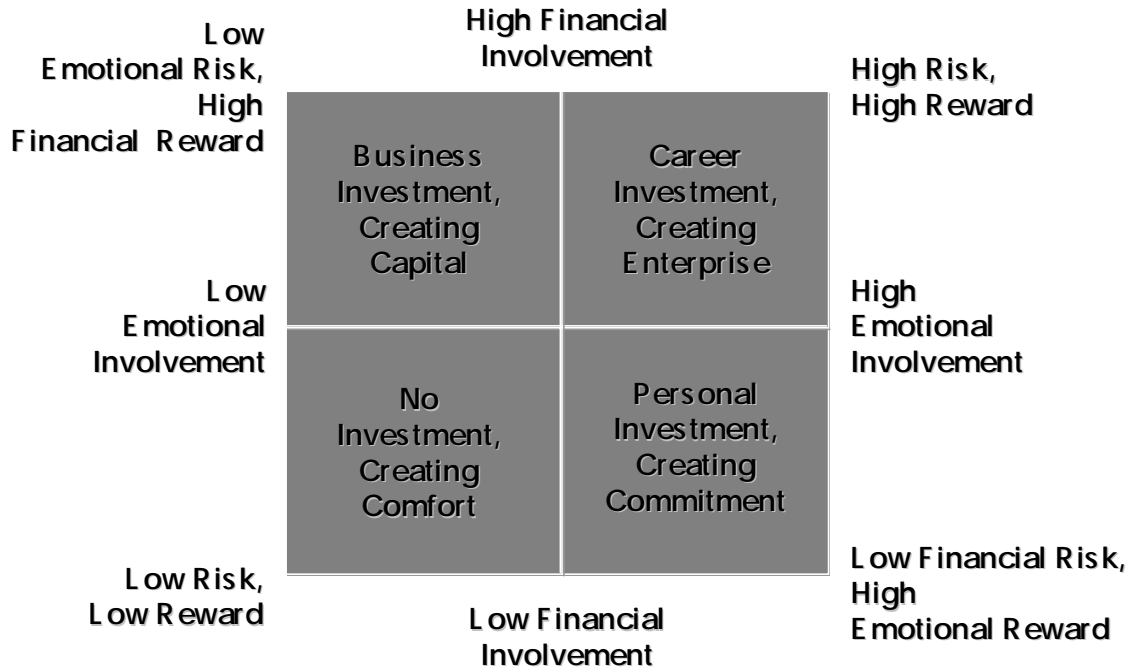 High Financial
Involvement
Low
Emotional Risk,
High
Financial Reward
High Risk,
High Reward
Business
Investment,
Creating
Capital
Career
Investment,
Creating
Enterprise
Low
Emotional
Involvement
High
Emotional
Involvement
No
Investment,
Creating
Comfort
Personal
Investment,
Creating
Commitment
Low Risk,
Low Reward
Low Financial Risk,
High
Emotional Reward
Low Financial
Involvement